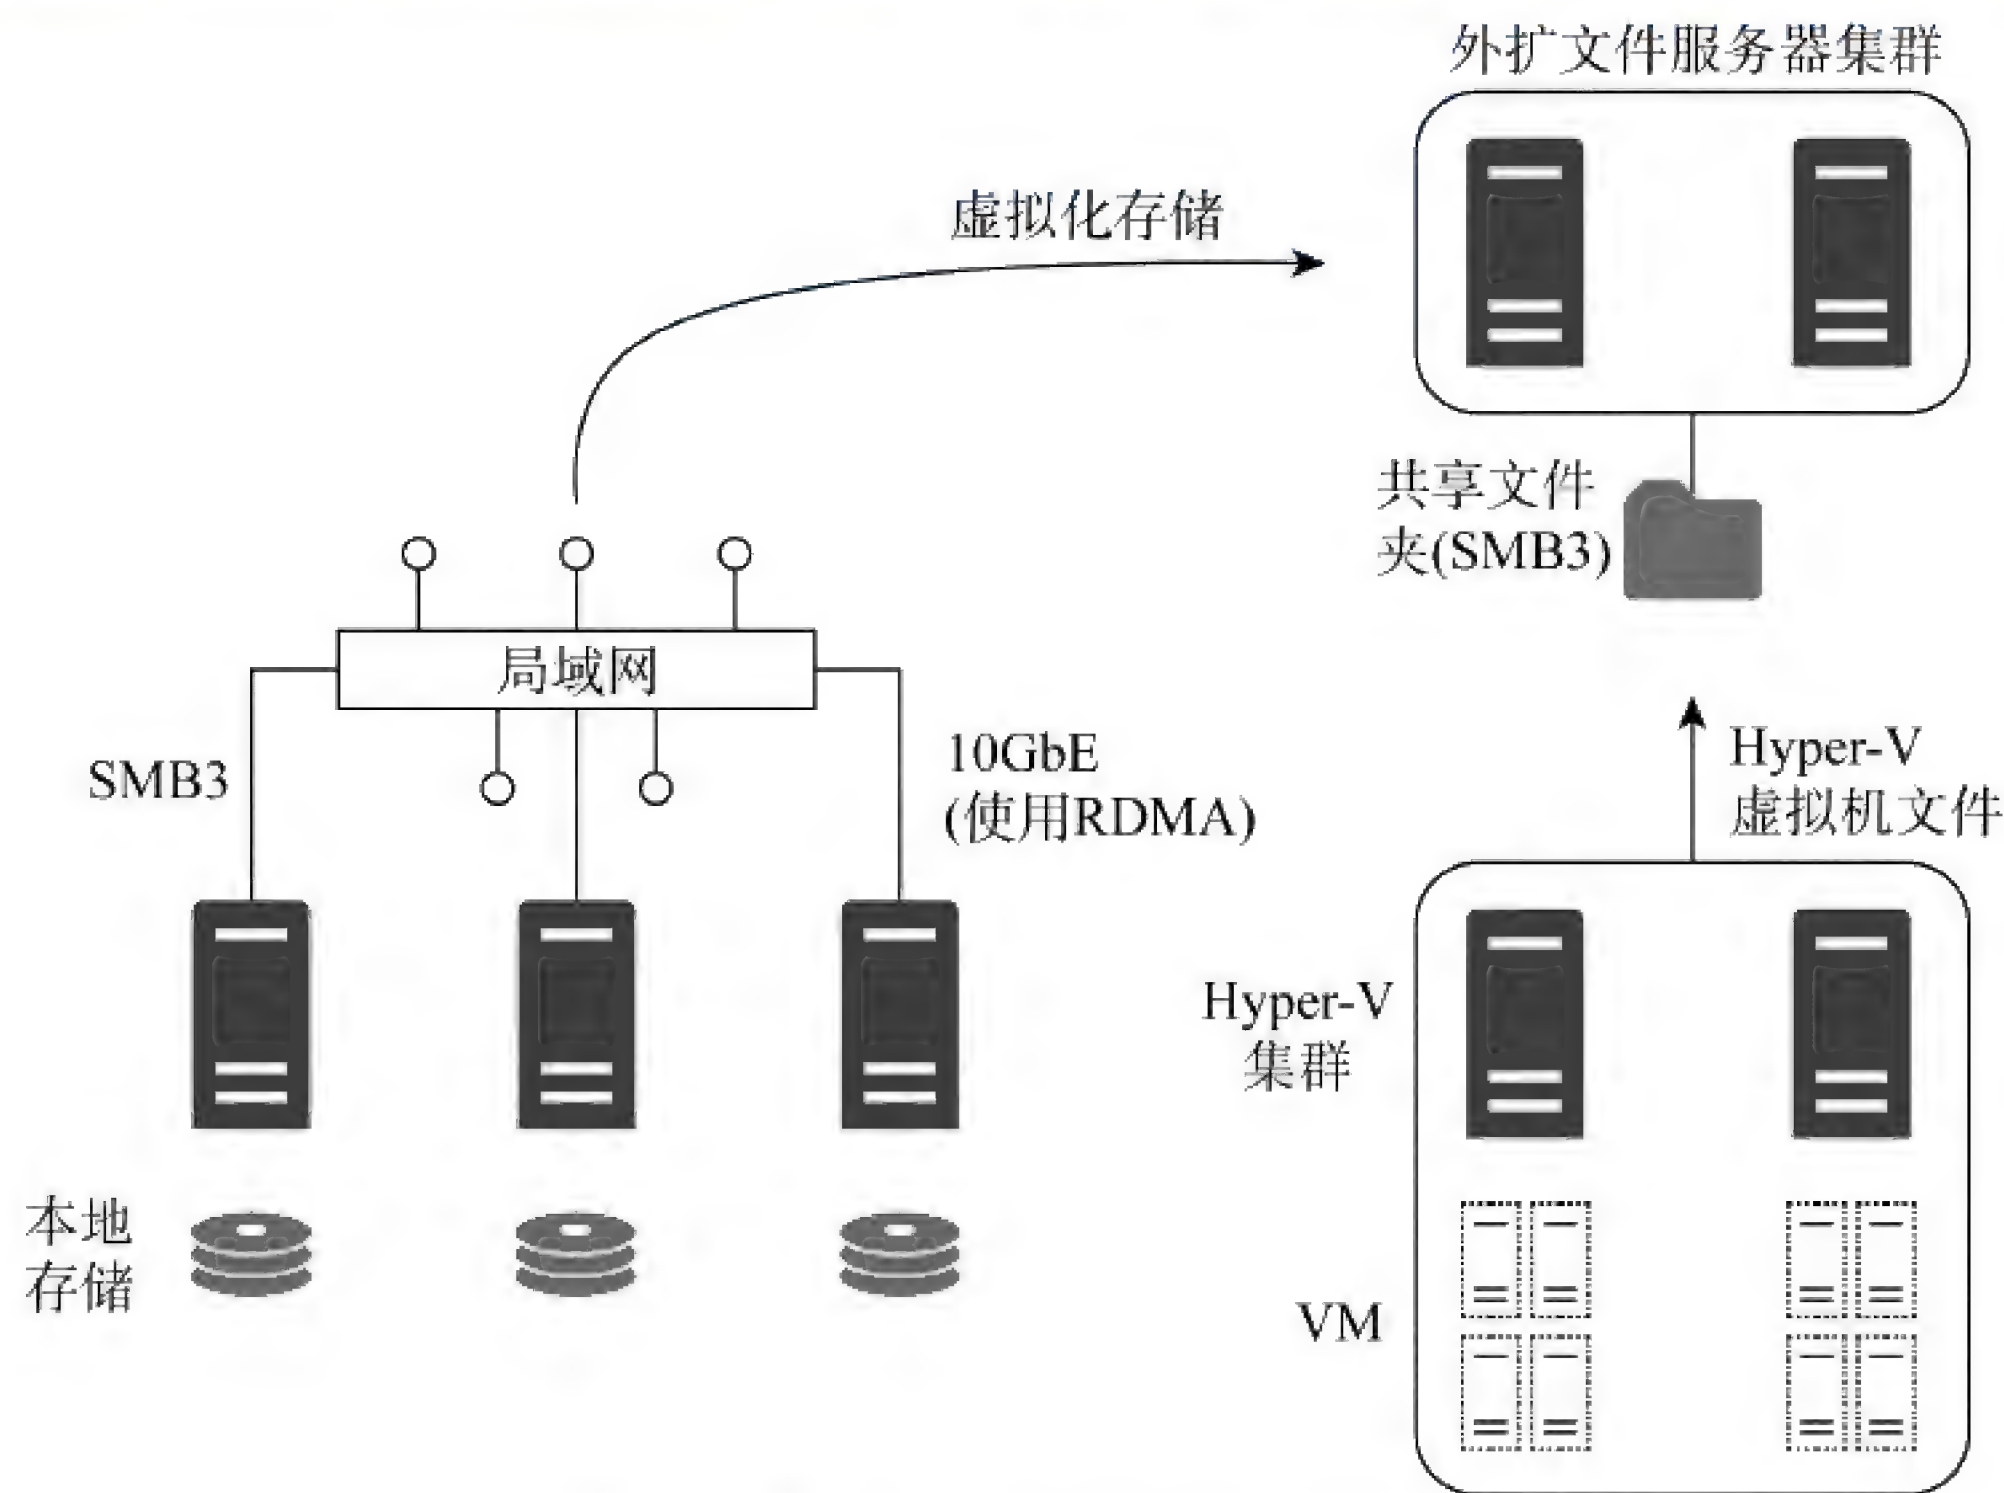 外扩文件服务器集群
虚拟化存储
共享文件
夹(SMB3)
局域网
SMB3
10GbE
(使用RDMA)
Hyper-V
虚拟机文件
Hyper-V
集群
本地
存储
VM